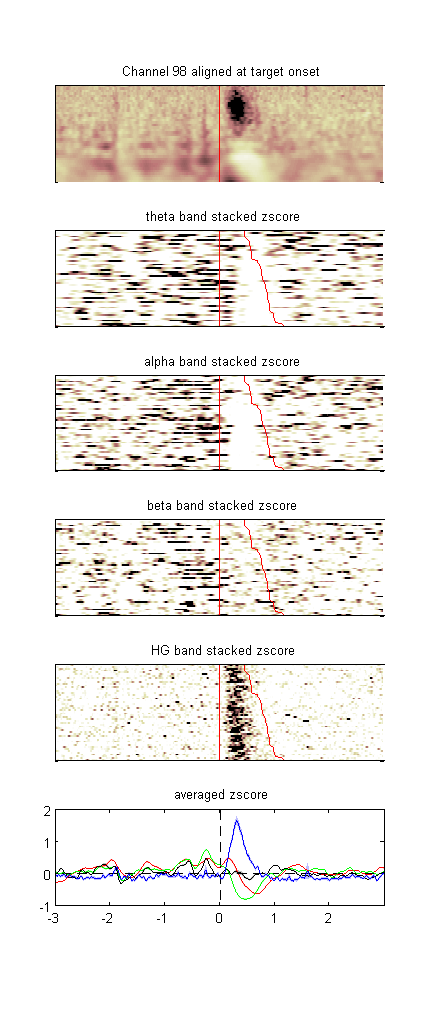 Channel 98 aligned at target onset
theta band stacked zscore
alpha band stacked zscore
beta band stacked zscore
HG band stacked zscore
averaged zscore
2
1
0
-1
-3 -2 -1 0 1 2